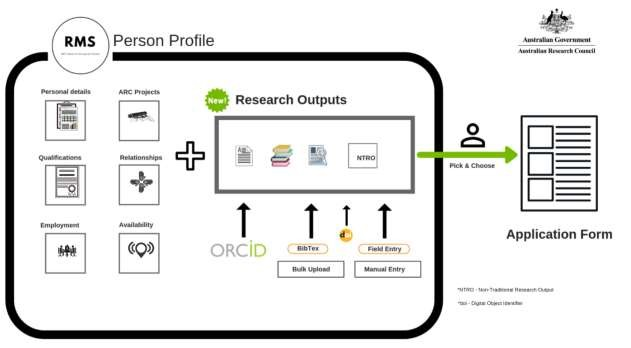 RMS
Person Profile
Australian Government
Australian Research Council
Personal details
ARC Projects
New!
Research Outputs
Qualifications
Relationships
NTRO
Pick & Choose
Employment
Availability
ORCiD
BibTex
Field Entry
Bulk Upload
Manual Entry
Application Form
*NTRO - Non-Traditional Research Output
*doi - Digital Object Identifier